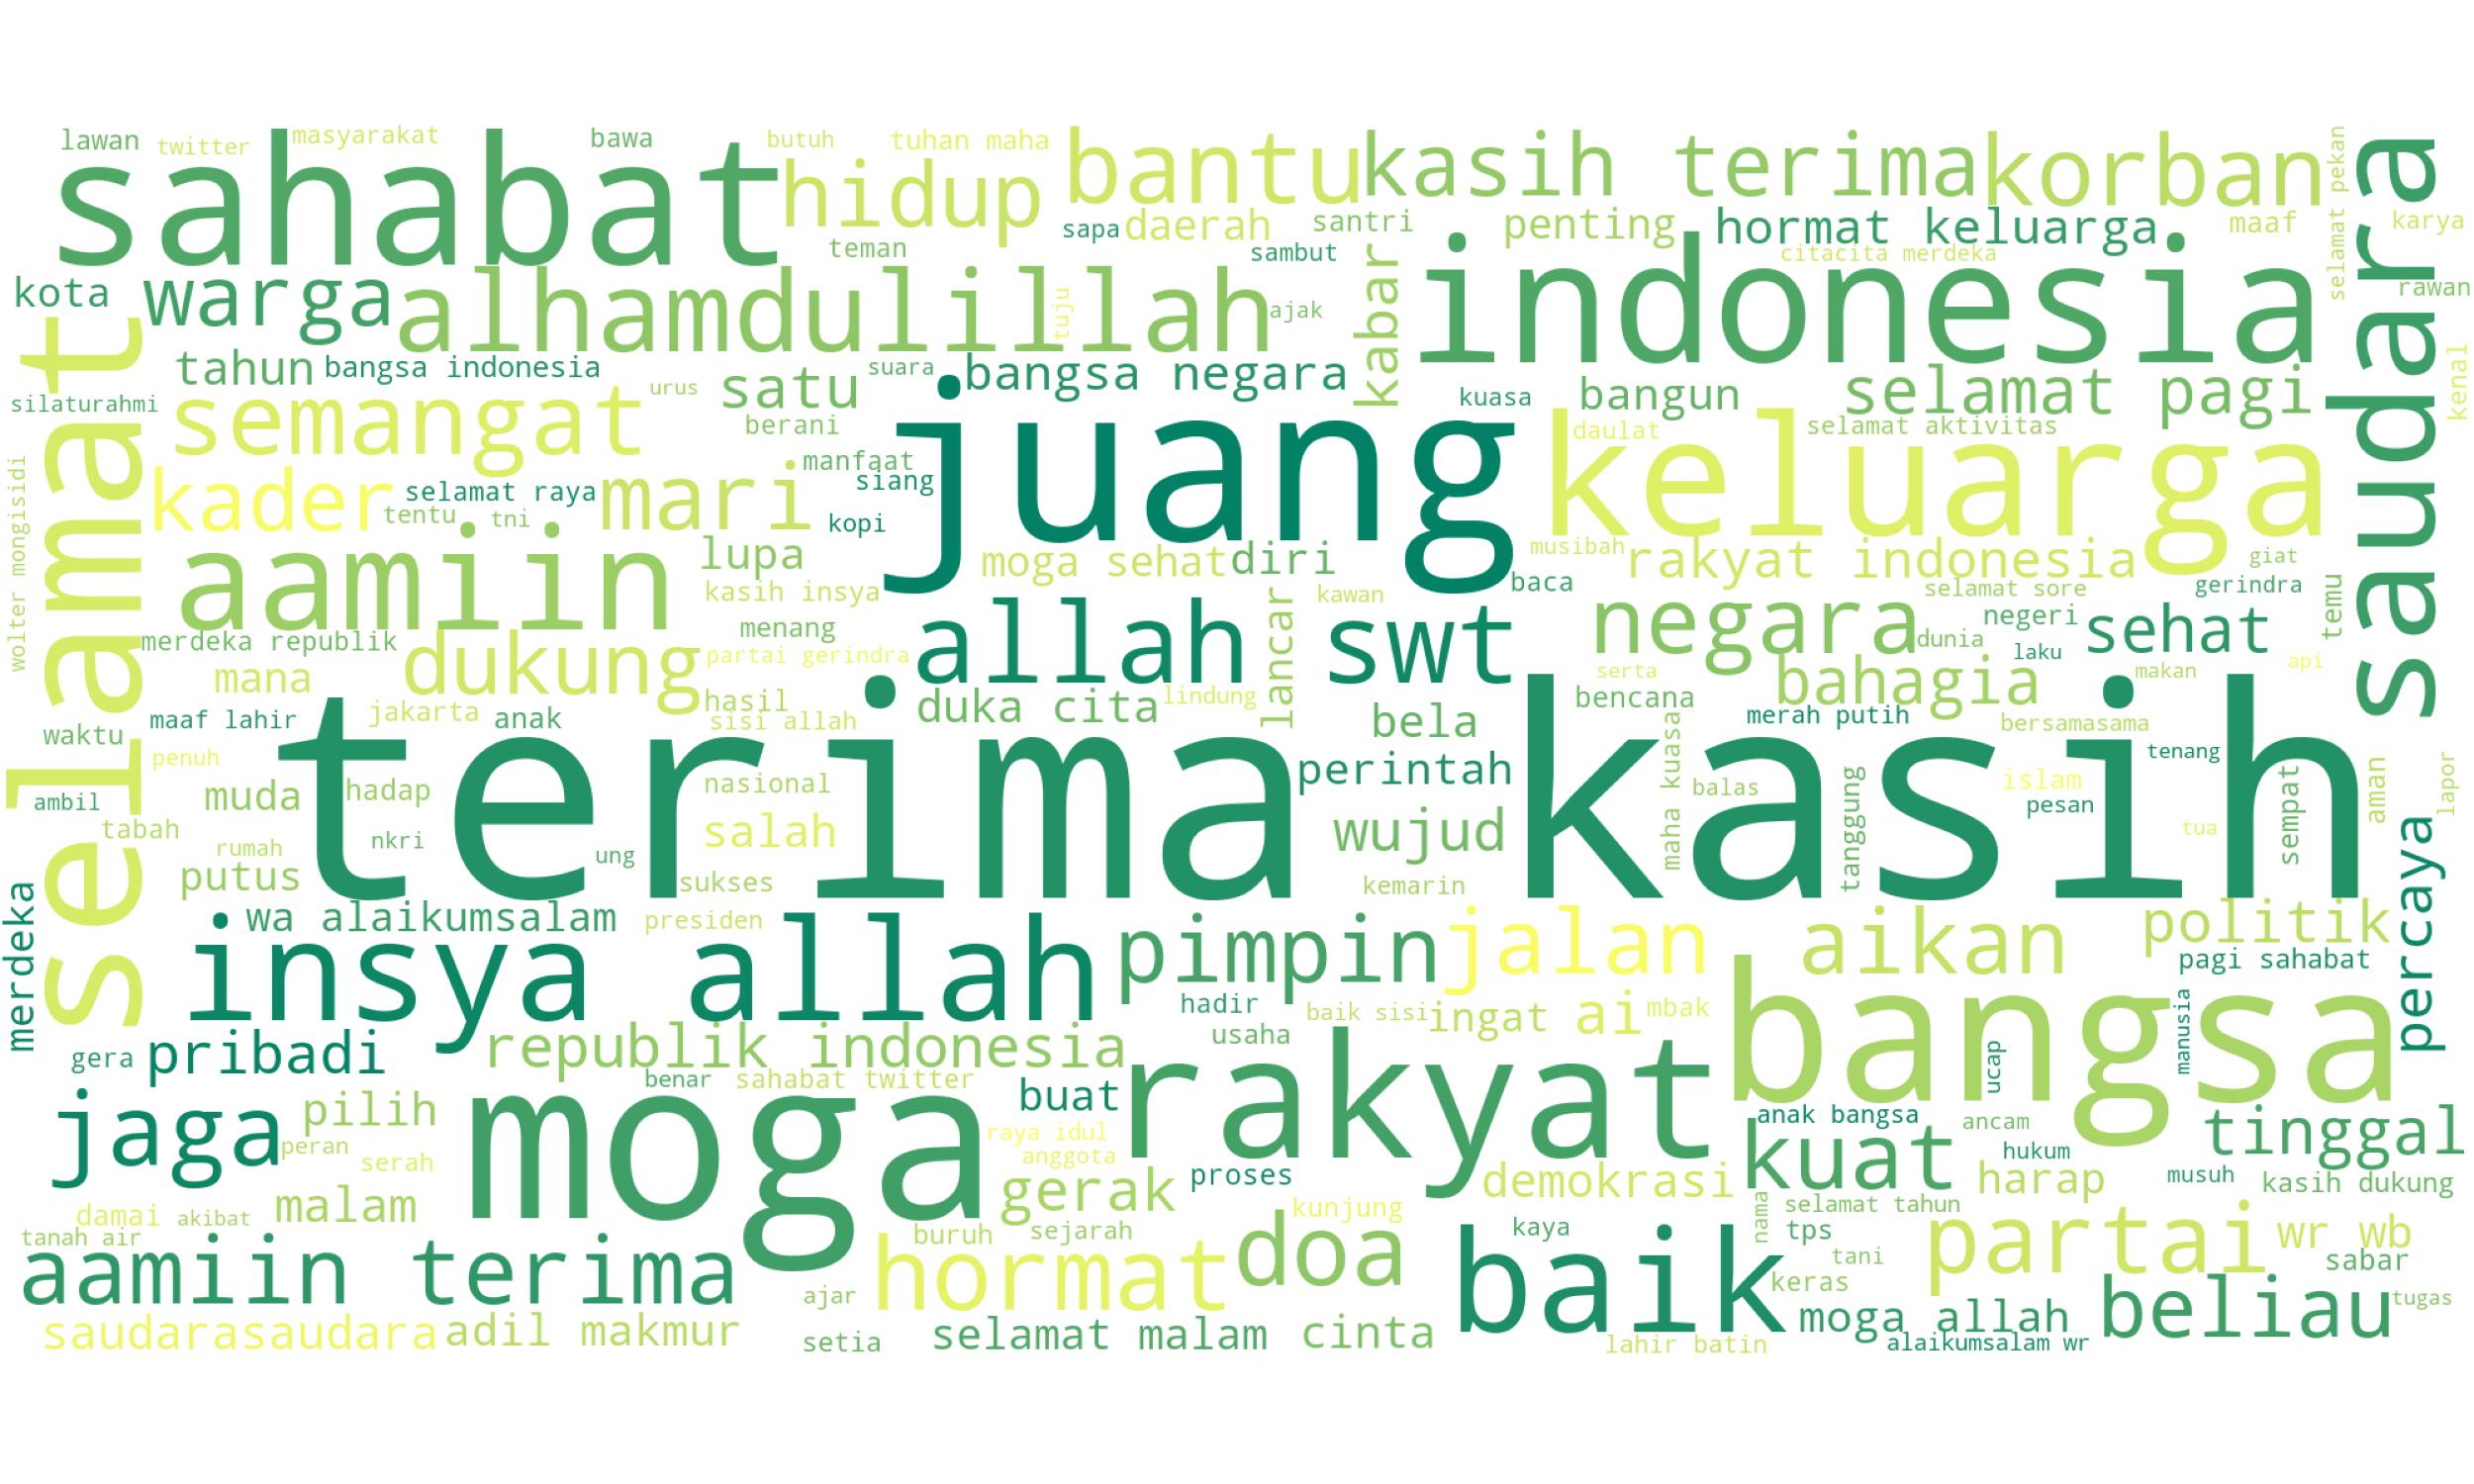 lawan
twitter
masyarakat
bawa
butuh
tuhan maha
sahabat
hidup
bantu
kasih terima
korban
selamat pekan
saudara
sapa
daerah
santri
penting
hormat keluarga
maaf
karya
teman
sambut
citacita merdeka
kota
warga
alhamdulillah
tuju
ajak
kabar
indonesia
rawan
selamat
tahun
bangsa indonesia
suara
bangsa negara
silaturahmi
semangat
urus
satu
kuasa
bangun
selamat pagi
kenal
berani
juang
daulat
selamat aktivitas
keluarga
wolter mongisidi
kader
selamat raya
mari
manfaat
siang
tentu
tni
kopi
aamiin
lupa
moga sehat
diri
musibah
rakyat indonesia
giat
kasih insya
lancar
kawan
baca
selamat sore
gerindra
temu
merdeka republik
menang
allah swt
negara
negeri
sehat
dunia
mana
dukung
partai gerindra
laku
serta
bahagia
makan
api
hasil
duka cita
lindung
bencana
waktu
maaf lahir
jakarta
anak
sisi allah
bela
maha kuasa
merah putih
bersamasama
penuh
terima kasih
perintah
tenang
ambil
muda
hadap
nasional
balas
tanggung
islam
pesan
sempat
aman
lapor
tabah
nkri
salah
wujud
tua
percaya
rumah
ung
putus
sukses
kemarin
merdeka
wa alaikumsalam
presiden
insya allah
pimpin
jalan
aikan
politik
pagi sahabat
hadir
baik sisi
ingat
ai
mbak
bangsa
manusia
gera
pribadi
republik indonesia
usaha
ucap
benar
sahabat twitter
buat
rakyat
jaga
pilih
moga
anak bangsa
ancam
tinggal
peran
serah
raya idul
anggota
kuat
hukum
proses
gerak
demokrasi
harap
musuh
kasih dukung
damai
akibat
malam
kunjung
nama
selamat tahun
tanah air
buruh
sejarah
doa
kaya
tps
partai
wr wb
aamiin terima
hormat
baik
tani
sabar
ajar
keras
saudarasaudara
adil makmur
setia
selamat malam
cinta
moga allah
beliau
tugas
lahir batin
alaikumsalam wr